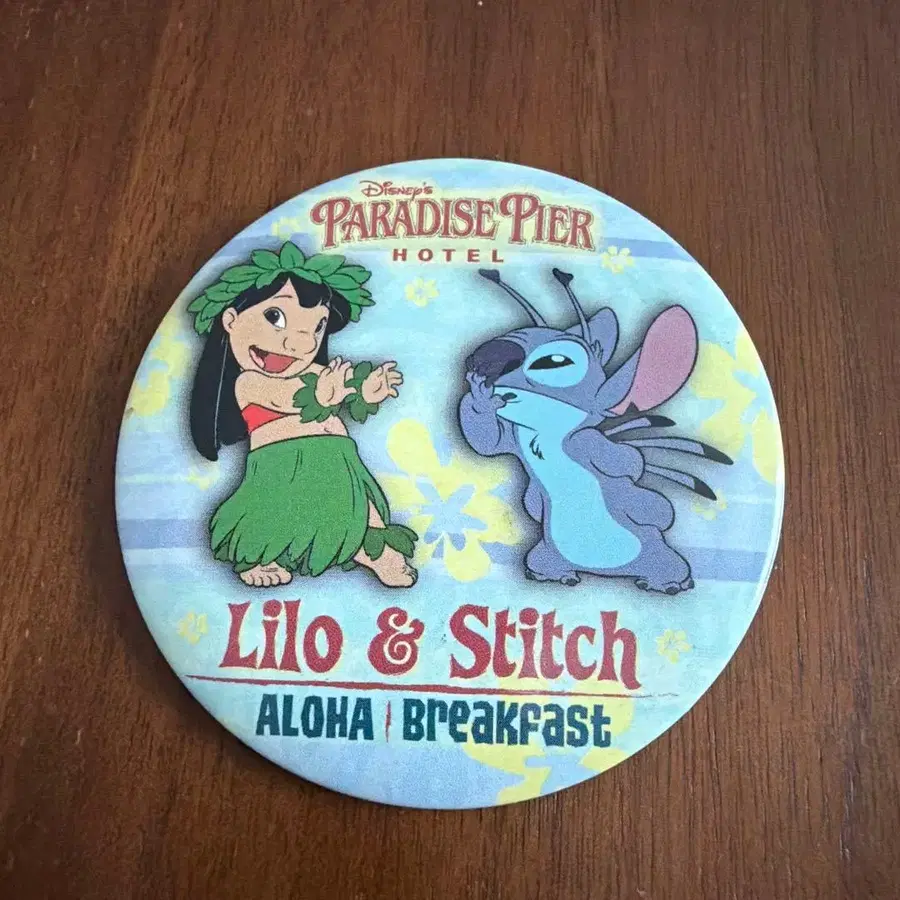 Disney's
PARADISE PIER
HOTEL
Lilo & Stitch
ALOHA | Breakfast